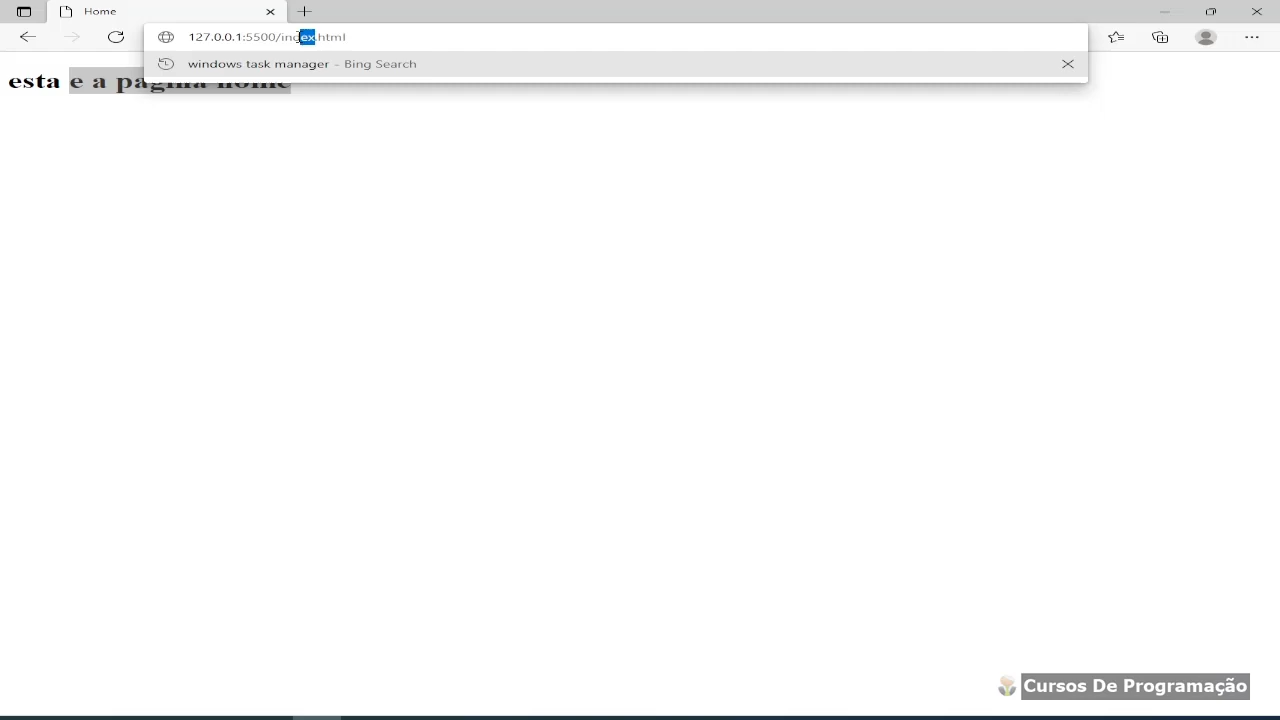 Home
127.0.0.1:5500/index.html
windows task manager - Bing Search
esta e a pagina home
Cursos De Programação